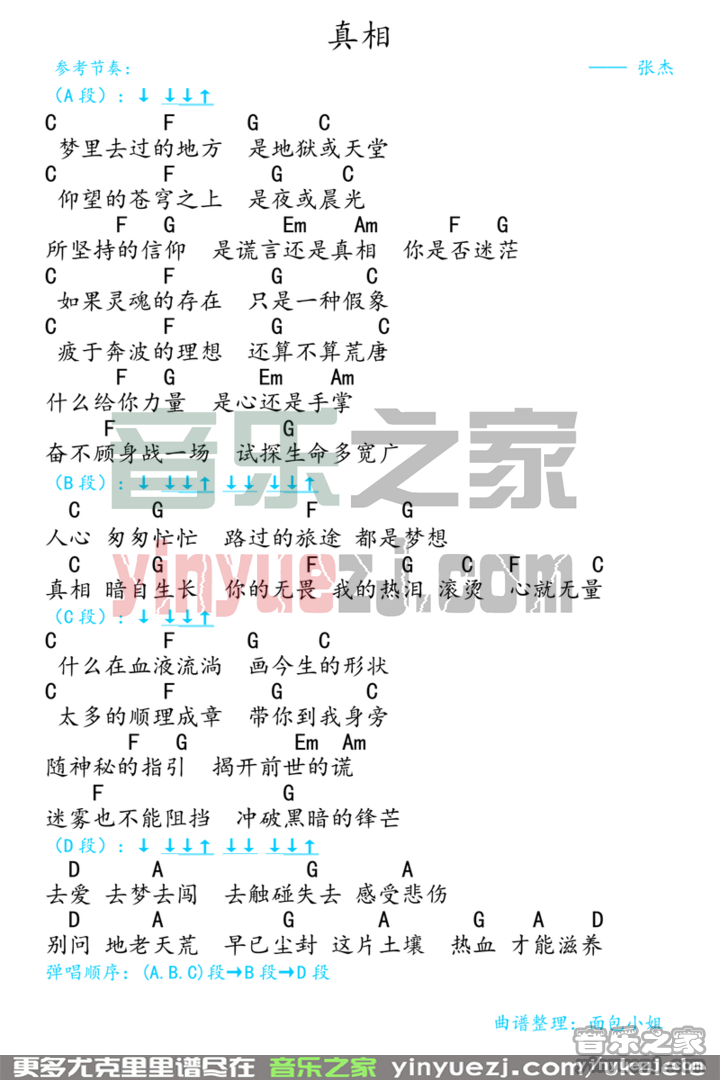 真相
参考节奏: —— 张杰
(A段): ↓ ↓↓↑
C F G C
梦里去过的地方 是地狱或天堂
C F G C
仰望的苍穹之上 是夜或晨光
F G Em Am F G
所坚持的信仰 是谎言还是真相 你是否迷茫
C F G C
如果灵魂的存在 只是一种假象
C F G C
疲于奔波的理想 还算不算荒唐
F G Em Am
什么给你力量 是心还是手掌
F G
奋不顾身战一场 试探生命多宽广
(B段): ↓ ↓↓↑ ↓↓ ↓↓↑
C G F G
人心 匆匆忙忙 路过的旅途 都是梦想
C G F G C F C
真相 暗自生长 你的无畏 我的热泪 滚烫 心就无量
(C段): ↓ ↓↓↑
C F G C
什么在血液流淌 画今生的形状
C F G C
太多的顺理成章 带你到我身旁
F G Em Am
随神秘的指引 揭开前世的谎
F G
迷雾也不能阻挡 冲破黑暗的锋芒
(D段): ↓ ↓↓↑ ↓↓ ↓↓↑
D A G A
去爱 去梦去闯 去触碰失去 感受悲伤
D A G A G A D
别问 地老天荒 早已尘封 这片土壤 热血 才能滋养
弹唱顺序: (A.B.C)段→B段→D段
曲谱整理: 面包小姐
音乐之家
yinyuezj.com
音乐之家
yinyuezj.com
更多尤克里里谱尽在 音乐之家 yinyuezj.com/ukulele